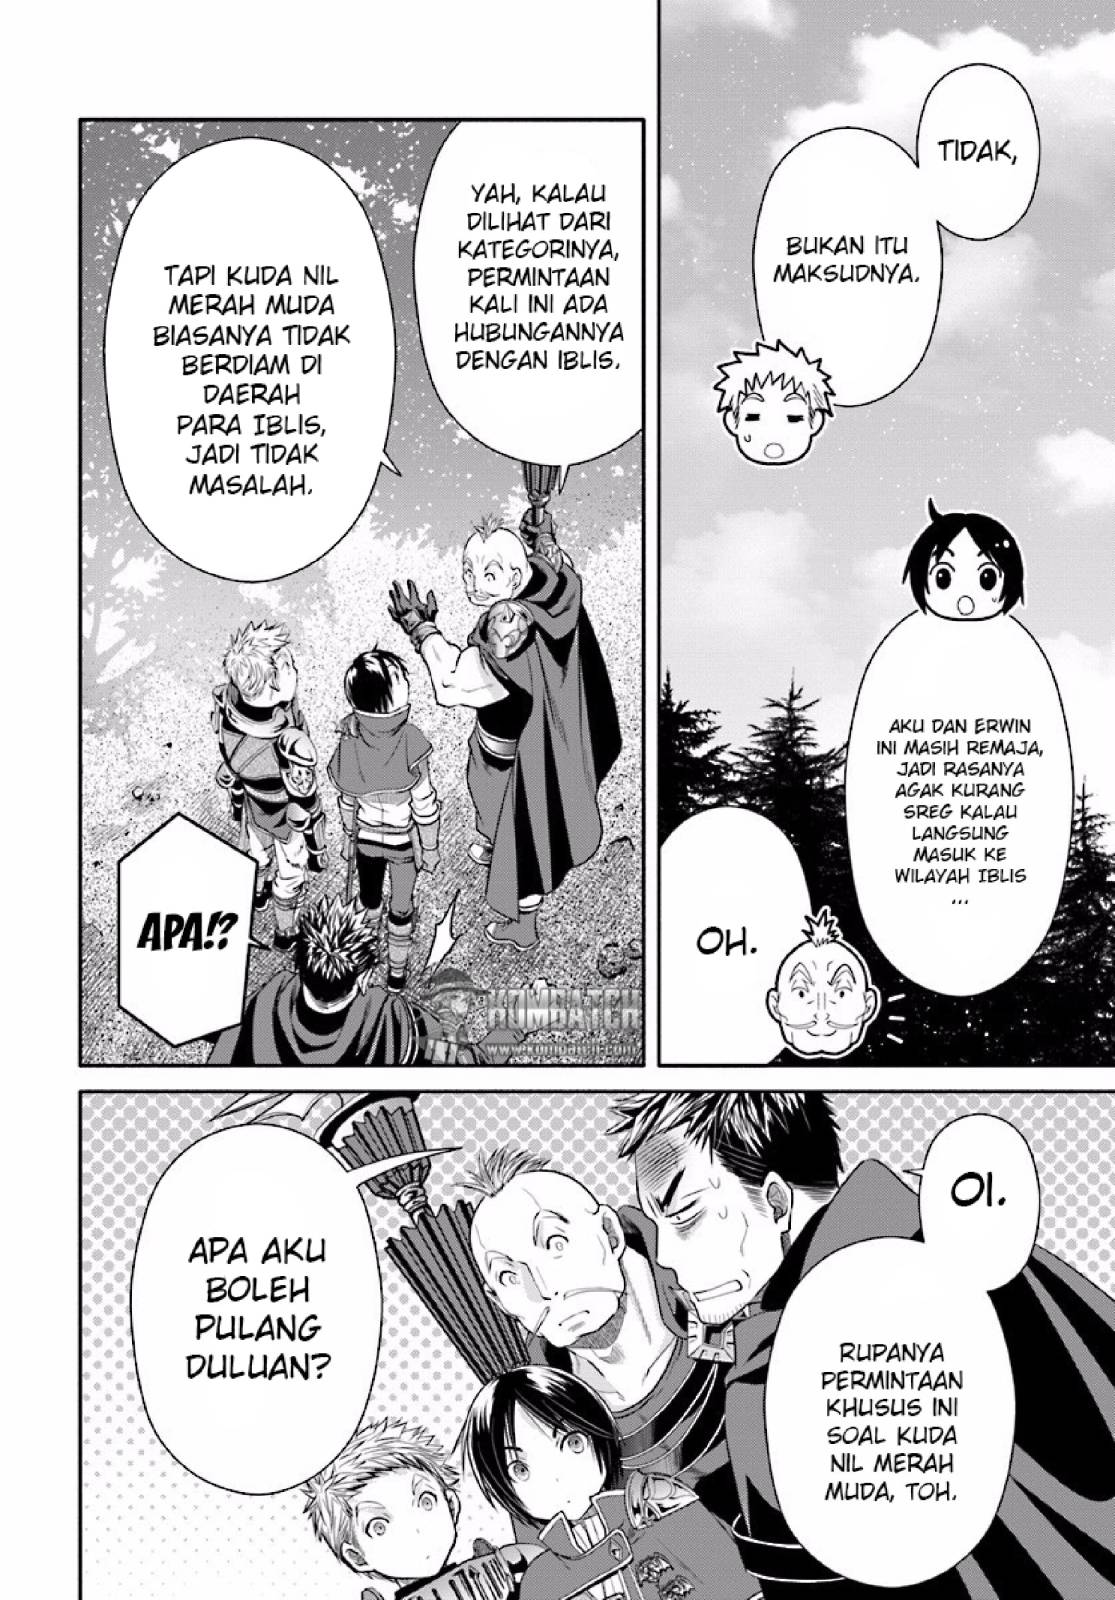 TIDAK,
BUKAN ITU
MAKSUDNYA.
AKU DAN ERWIN
INI MASIH REMAJA,
JADI RASANYA
AGAK KURANG
SREG KALAU
LANGSUNG
MASUK KE
WILAYAH IBLIS
...
OH.
YAH, KALAU
DILIHAT DARI
KATEGORINYA,
PERMINTAAN
KALI INI ADA
HUBUNGANNYA
DENGAN IBLIS.
TAPI KUDA NIL
MERAH MUDA
BIASANYA TIDAK
BERDIAM DI
DAERAH
PARA IBLIS,
JADI TIDAK
MASALAH.
APA!?
KOMBATCH
OI.
RUPANYA
PERMINTAAN
KHUSUS INI
SOAL KUDA
NIL MERAH
MUDA, TOH.
APA AKU
BOLEH
PULANG
DULUAN?